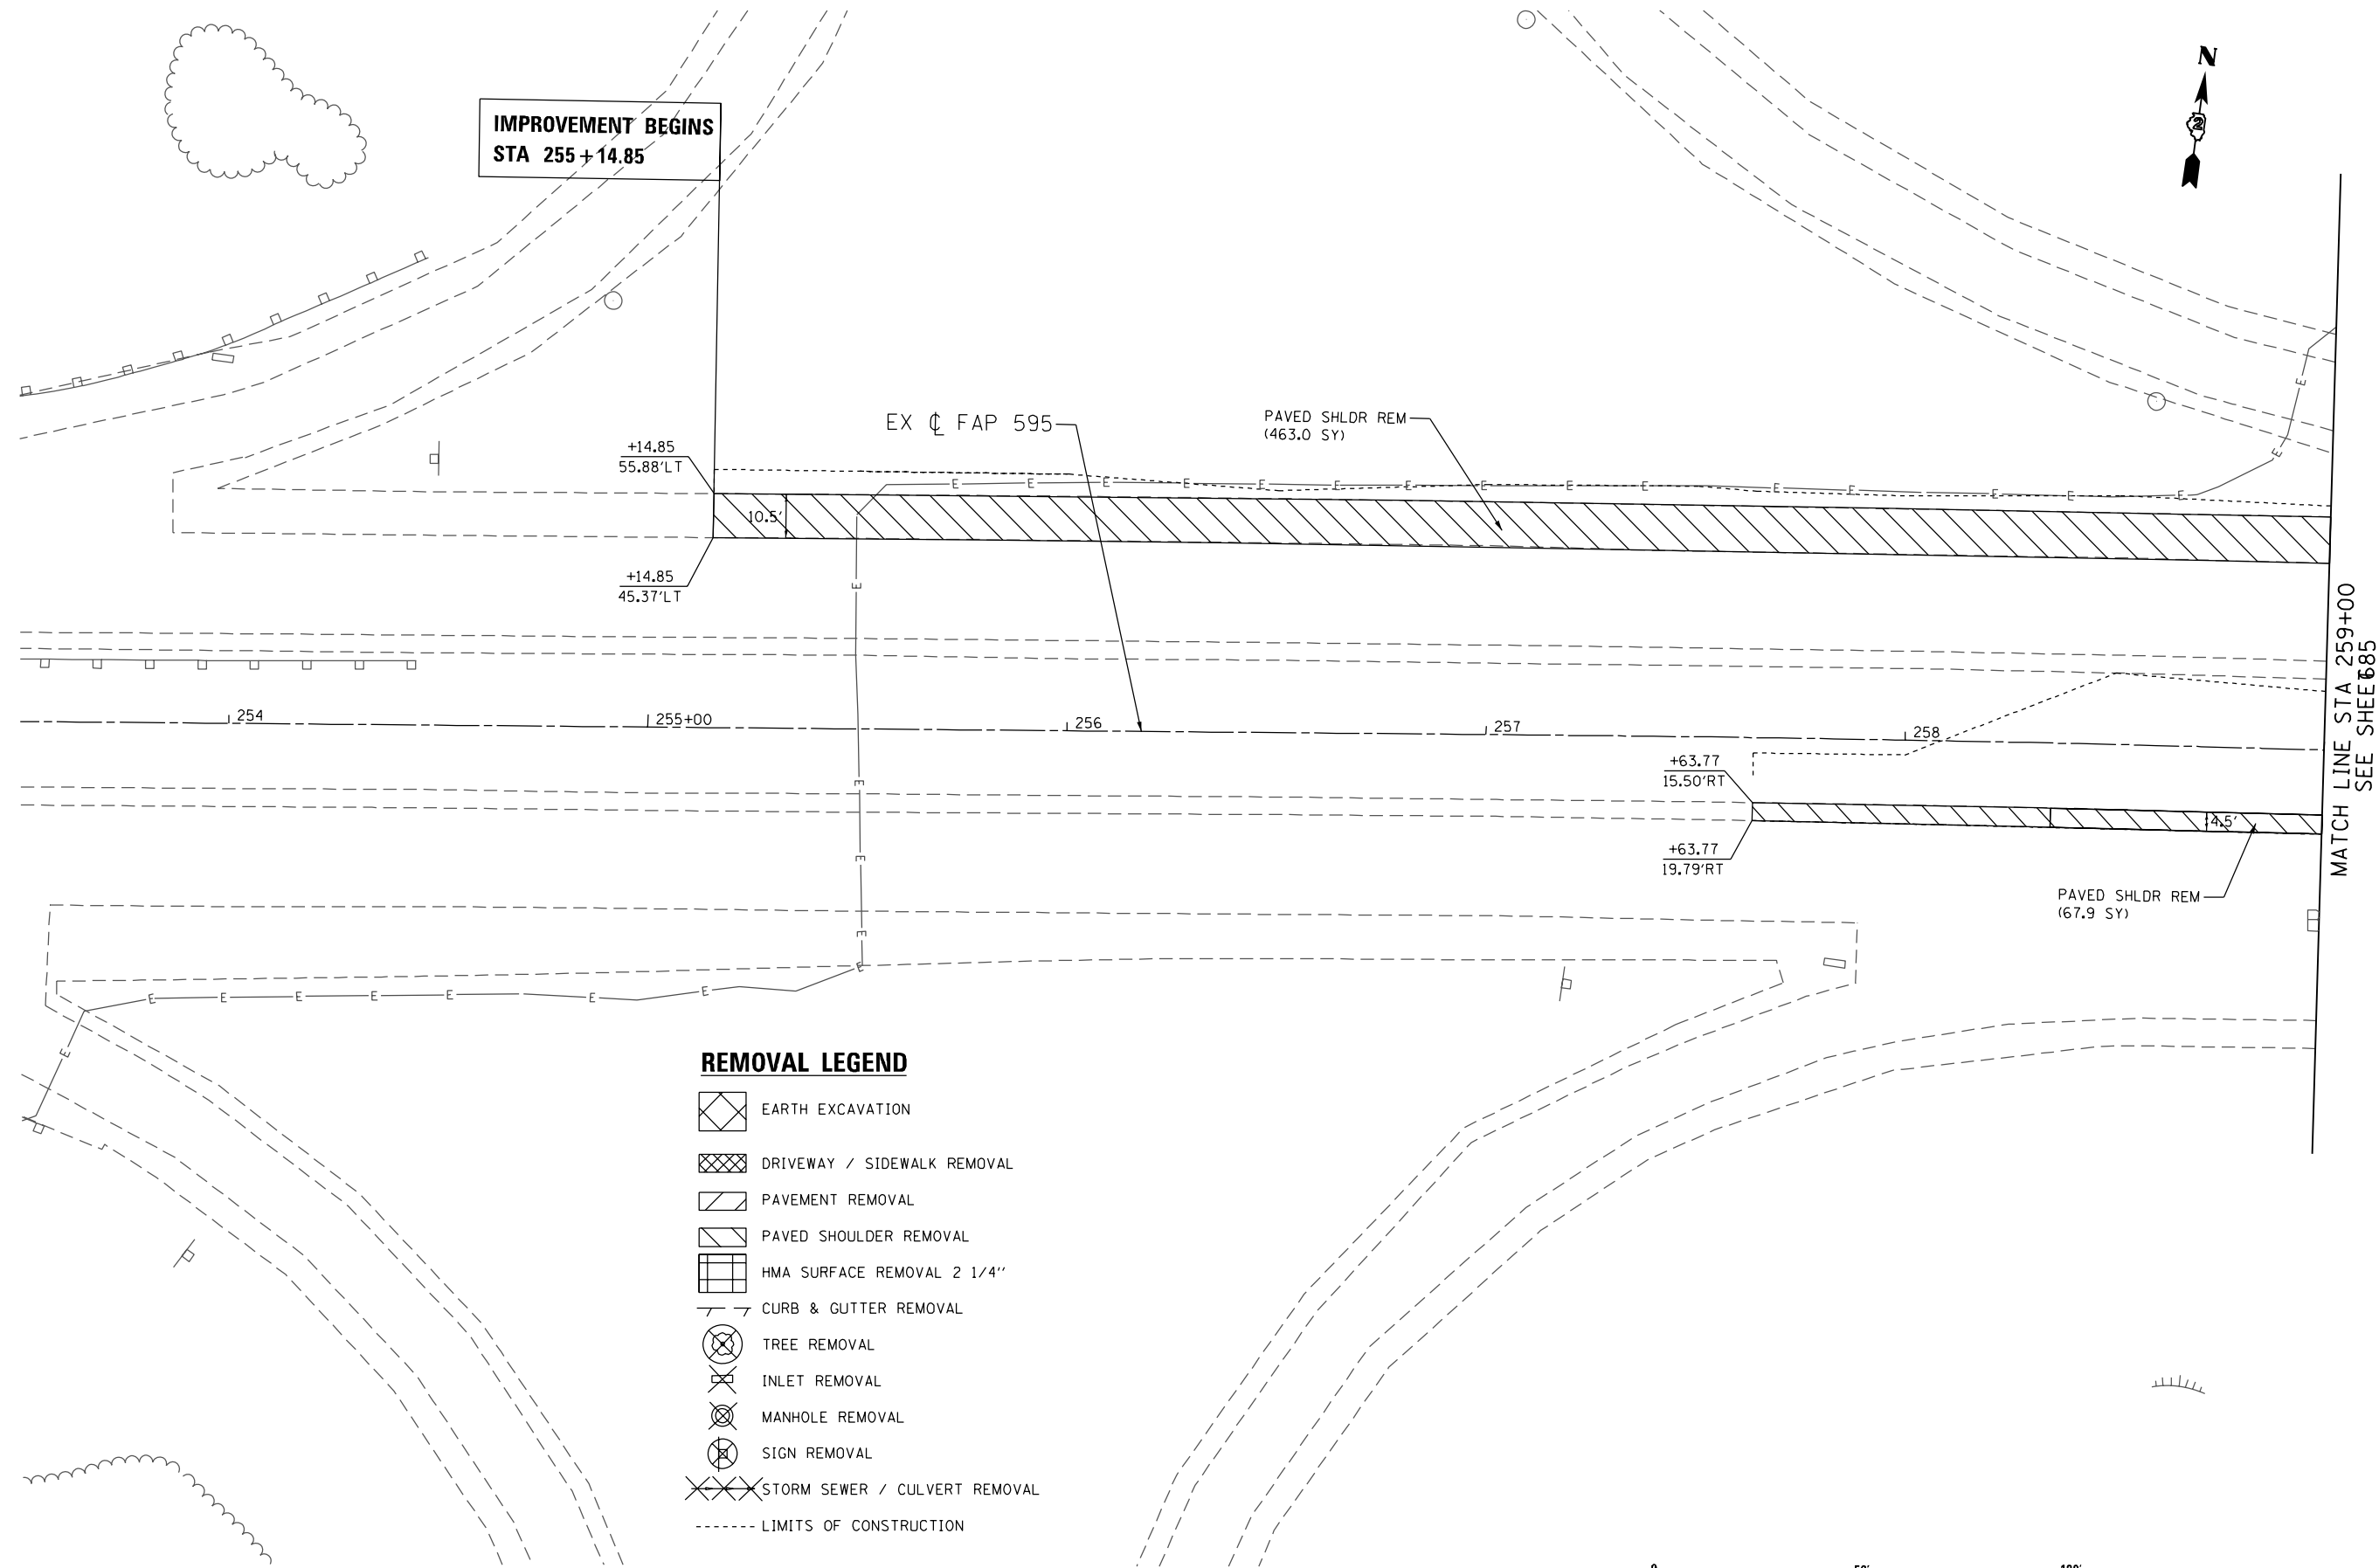 N
2
IMPROVEMENT BEGINS
STA 255+14.85
EX ℄ FAP 595
PAVED SHLDR REM
(463.0 SY)
+14.85
55.88'LT
10.5'
+14.85
45.37'LT
E E E E E E E E E E E E E E E
E
E
254
255+00
256
257
258
+63.77
15.50'RT
4.5'
+63.77
19.79'RT
PAVED SHLDR REM
(67.9 SY)
MATCH LINE STA 259+00
SEE SHEET 685
E
E
E
E
E
E E E E E E E
E
REMOVAL LEGEND
EARTH EXCAVATION
DRIVEWAY / SIDEWALK REMOVAL
PAVEMENT REMOVAL
PAVED SHOULDER REMOVAL
HMA SURFACE REMOVAL 2 1/4''
CURB & GUTTER REMOVAL
TREE REMOVAL
INLET REMOVAL
MANHOLE REMOVAL
SIGN REMOVAL
STORM SEWER / CULVERT REMOVAL
LIMITS OF CONSTRUCTION